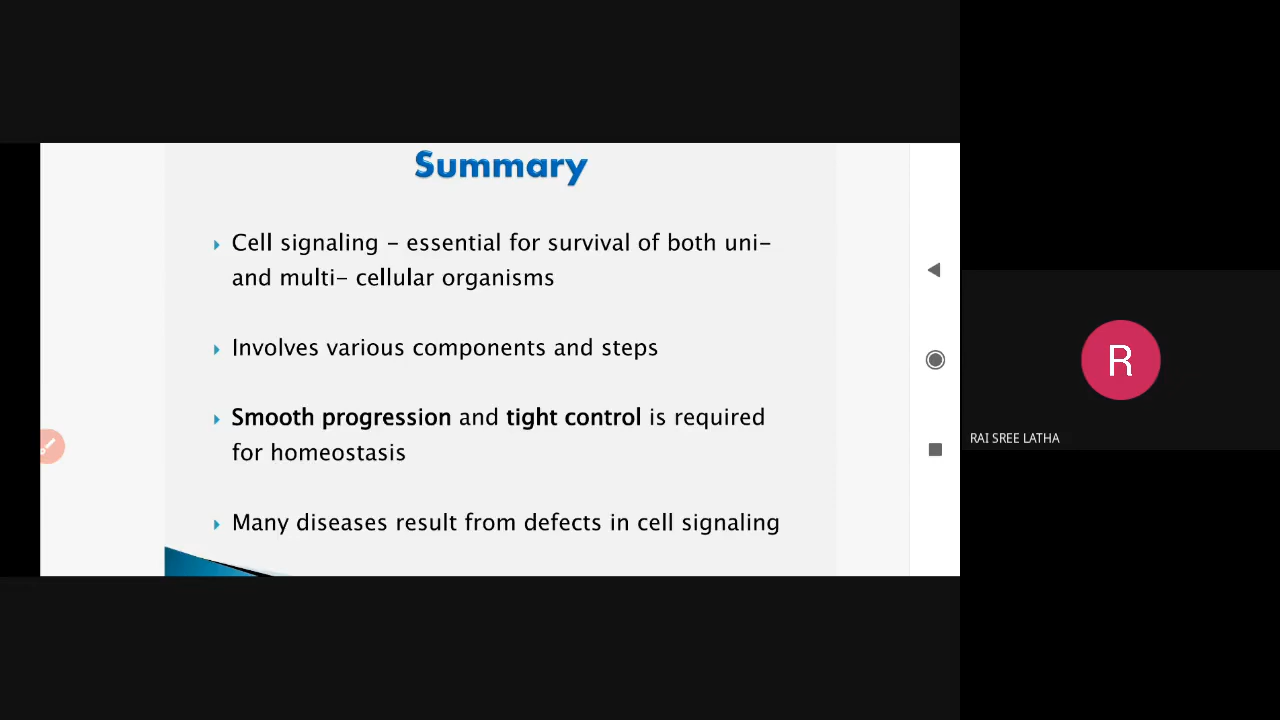 Summary
Cell signaling – essential for survival of both uni-
and multi- cellular organisms
Involves various components and steps
Smooth progression and tight control is required
for homeostasis
Many diseases result from defects in cell signaling
R
RAI SREE LATHA